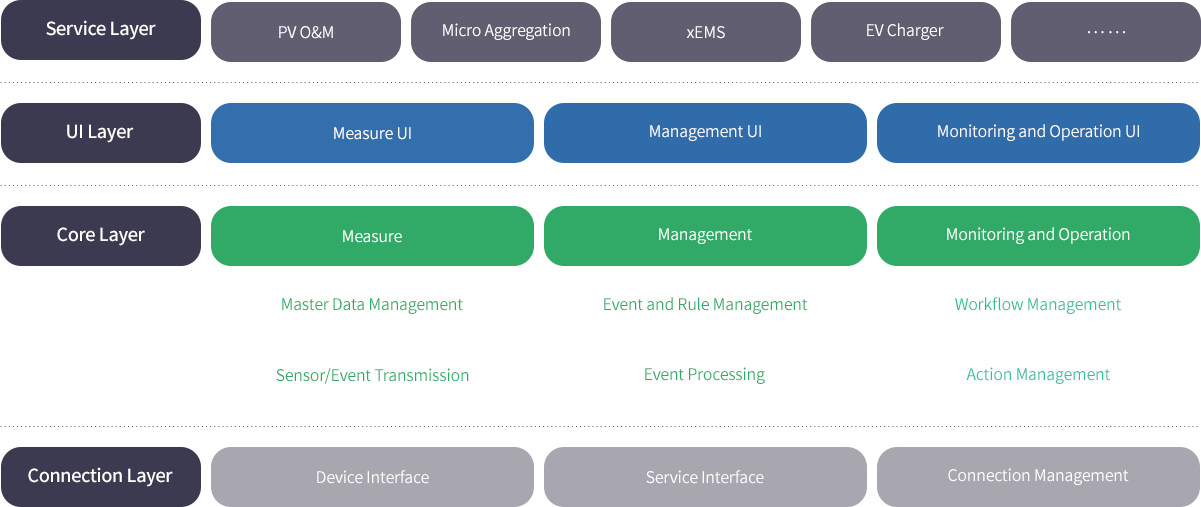 Service Layer
PV O&M
Micro Aggregation
xEMS
EV Charger
……
UI Layer
Measure UI
Management UI
Monitoring and Operation UI
Core Layer
Measure
Management
Monitoring and Operation
Master Data Management
Event and Rule Management
Workflow Management
Sensor/Event Transmission
Event Processing
Action Management
Connection Layer
Device Interface
Service Interface
Connection Management